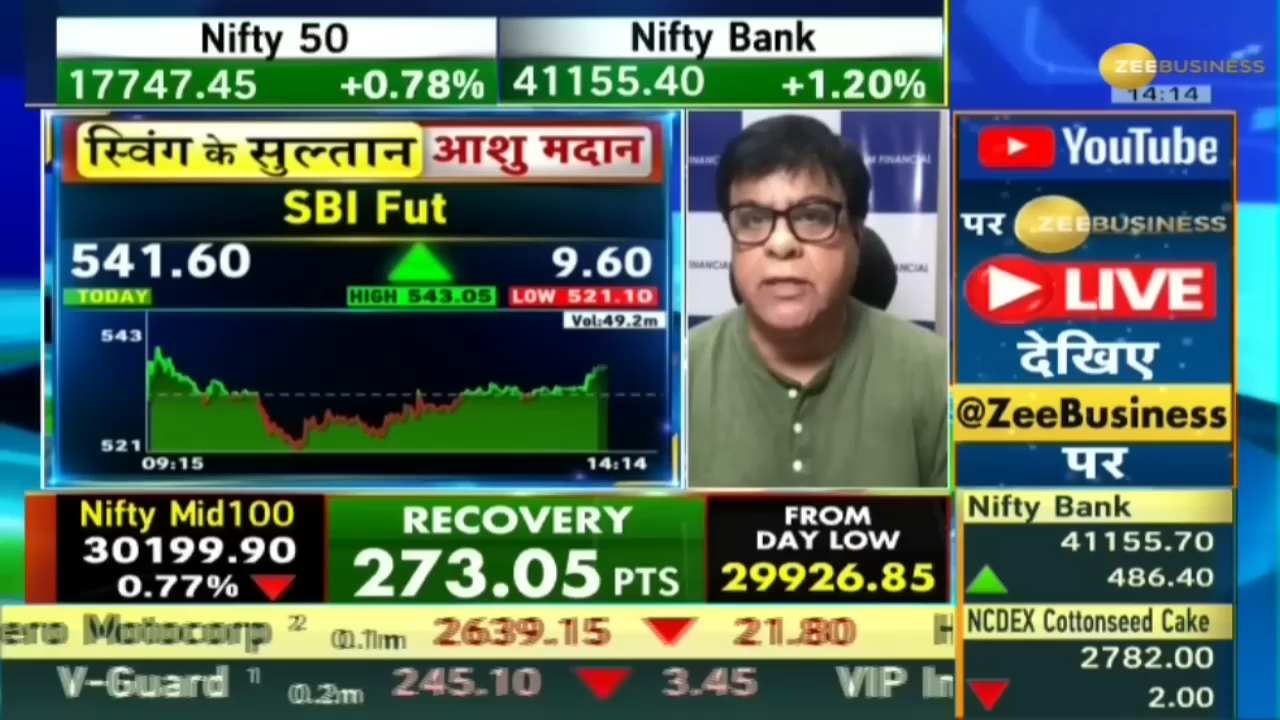 Nifty 50
17747.45 +0.78%
Nifty Bank
41155.40 +1.20%
ZEEBUSINESS
14:14
स्विंग के सुल्तान आशु मदान
SBI Fut
541.60 9.60
TODAY HIGH 543.05 LOW 521.10
Vol:49.2m
543
521
09:15 14:14
YouTube
पर ZEEBUSINESS
LIVE
देखिए
@ZeeBusiness
पर
Nifty Mid100
30199.90
0.77%
RECOVERY
273.05 PTS
FROM
DAY LOW
29926.85
Nifty Bank
41155.70
486.40
NCDEX Cottonseed Cake
2782.00
2.00
ero Motocorp 0.1m 2639.15 21.80 H
V-Guard 0.2m 245.10 3.45 VIP In